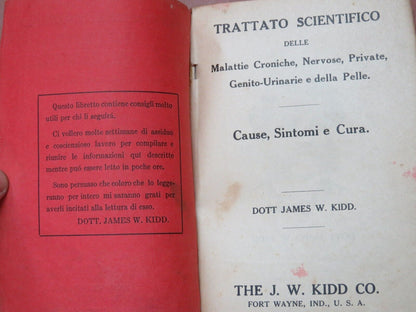 Questo libretto contiene consigli molto
utili per chi li seguirà.
Ci vollero molte settimane di assiduo
e coscienzioso lavoro per compilare e
riunire le informazioni qui descritte
mentre può essere letto in poche ore.
Sono persuaso che coloro che lo legge-
ranno per intero mi saranno grati per
averli incitati alla lettura di esso.
DOTT. JAMES W. KIDD.
TRATTATO SCIENTIFICO
DELLE
Malattie Croniche, Nervose, Private,
Genito-Urinarie e della Pelle.
Cause, Sintomi e Cura.
DOTT JAMES W. KIDD.
THE J. W. KIDD CO.
FORT WAYNE, IND., U. S. A.